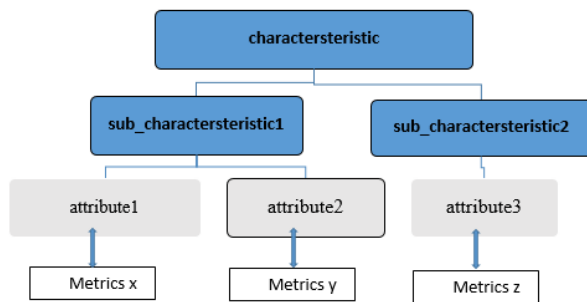 charactersteristic
sub_charactersteristic1
sub_charactersteristic2
attribute1
attribute2
attribute3
Metrics x
Metrics y
Metrics z